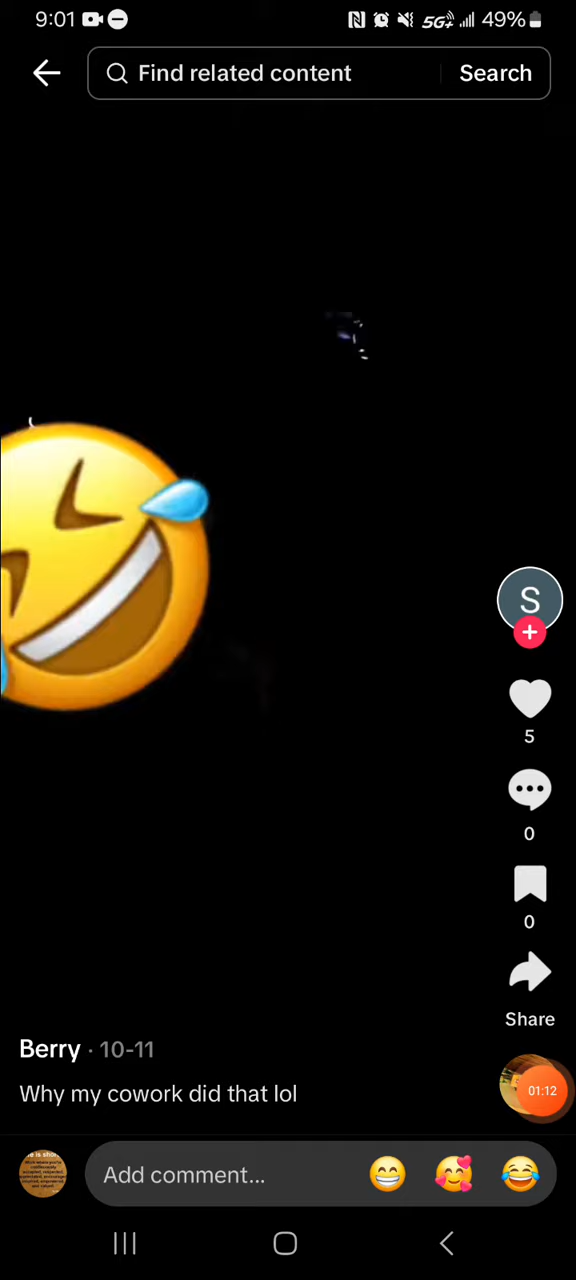 9:01
5G+ 49%
Find related content
Search
S
5
0
0
Share
Berry · 10-11
Why my cowork did that lol
01:12
Add comment...